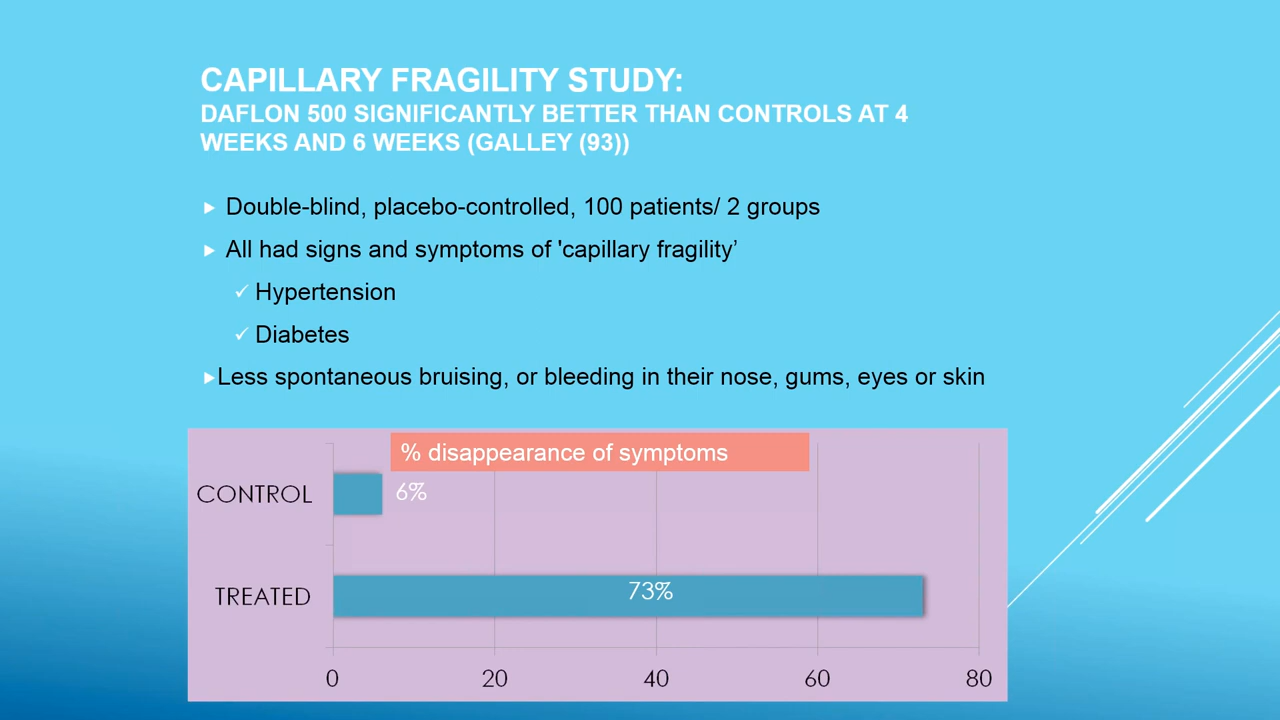 CAPILLARY FRAGILITY STUDY:
DAFLON 500 SIGNIFICANTLY BETTER THAN CONTROLS AT 4
WEEKS AND 6 WEEKS (GALLEY (93))
Double-blind, placebo-controlled, 100 patients/ 2 groups
All had signs and symptoms of 'capillary fragility’
Hypertension
Diabetes
Less spontaneous bruising, or bleeding in their nose, gums, eyes or skin
% disappearance of symptoms
CONTROL 6%
TREATED 73%
0 20 40 60 80